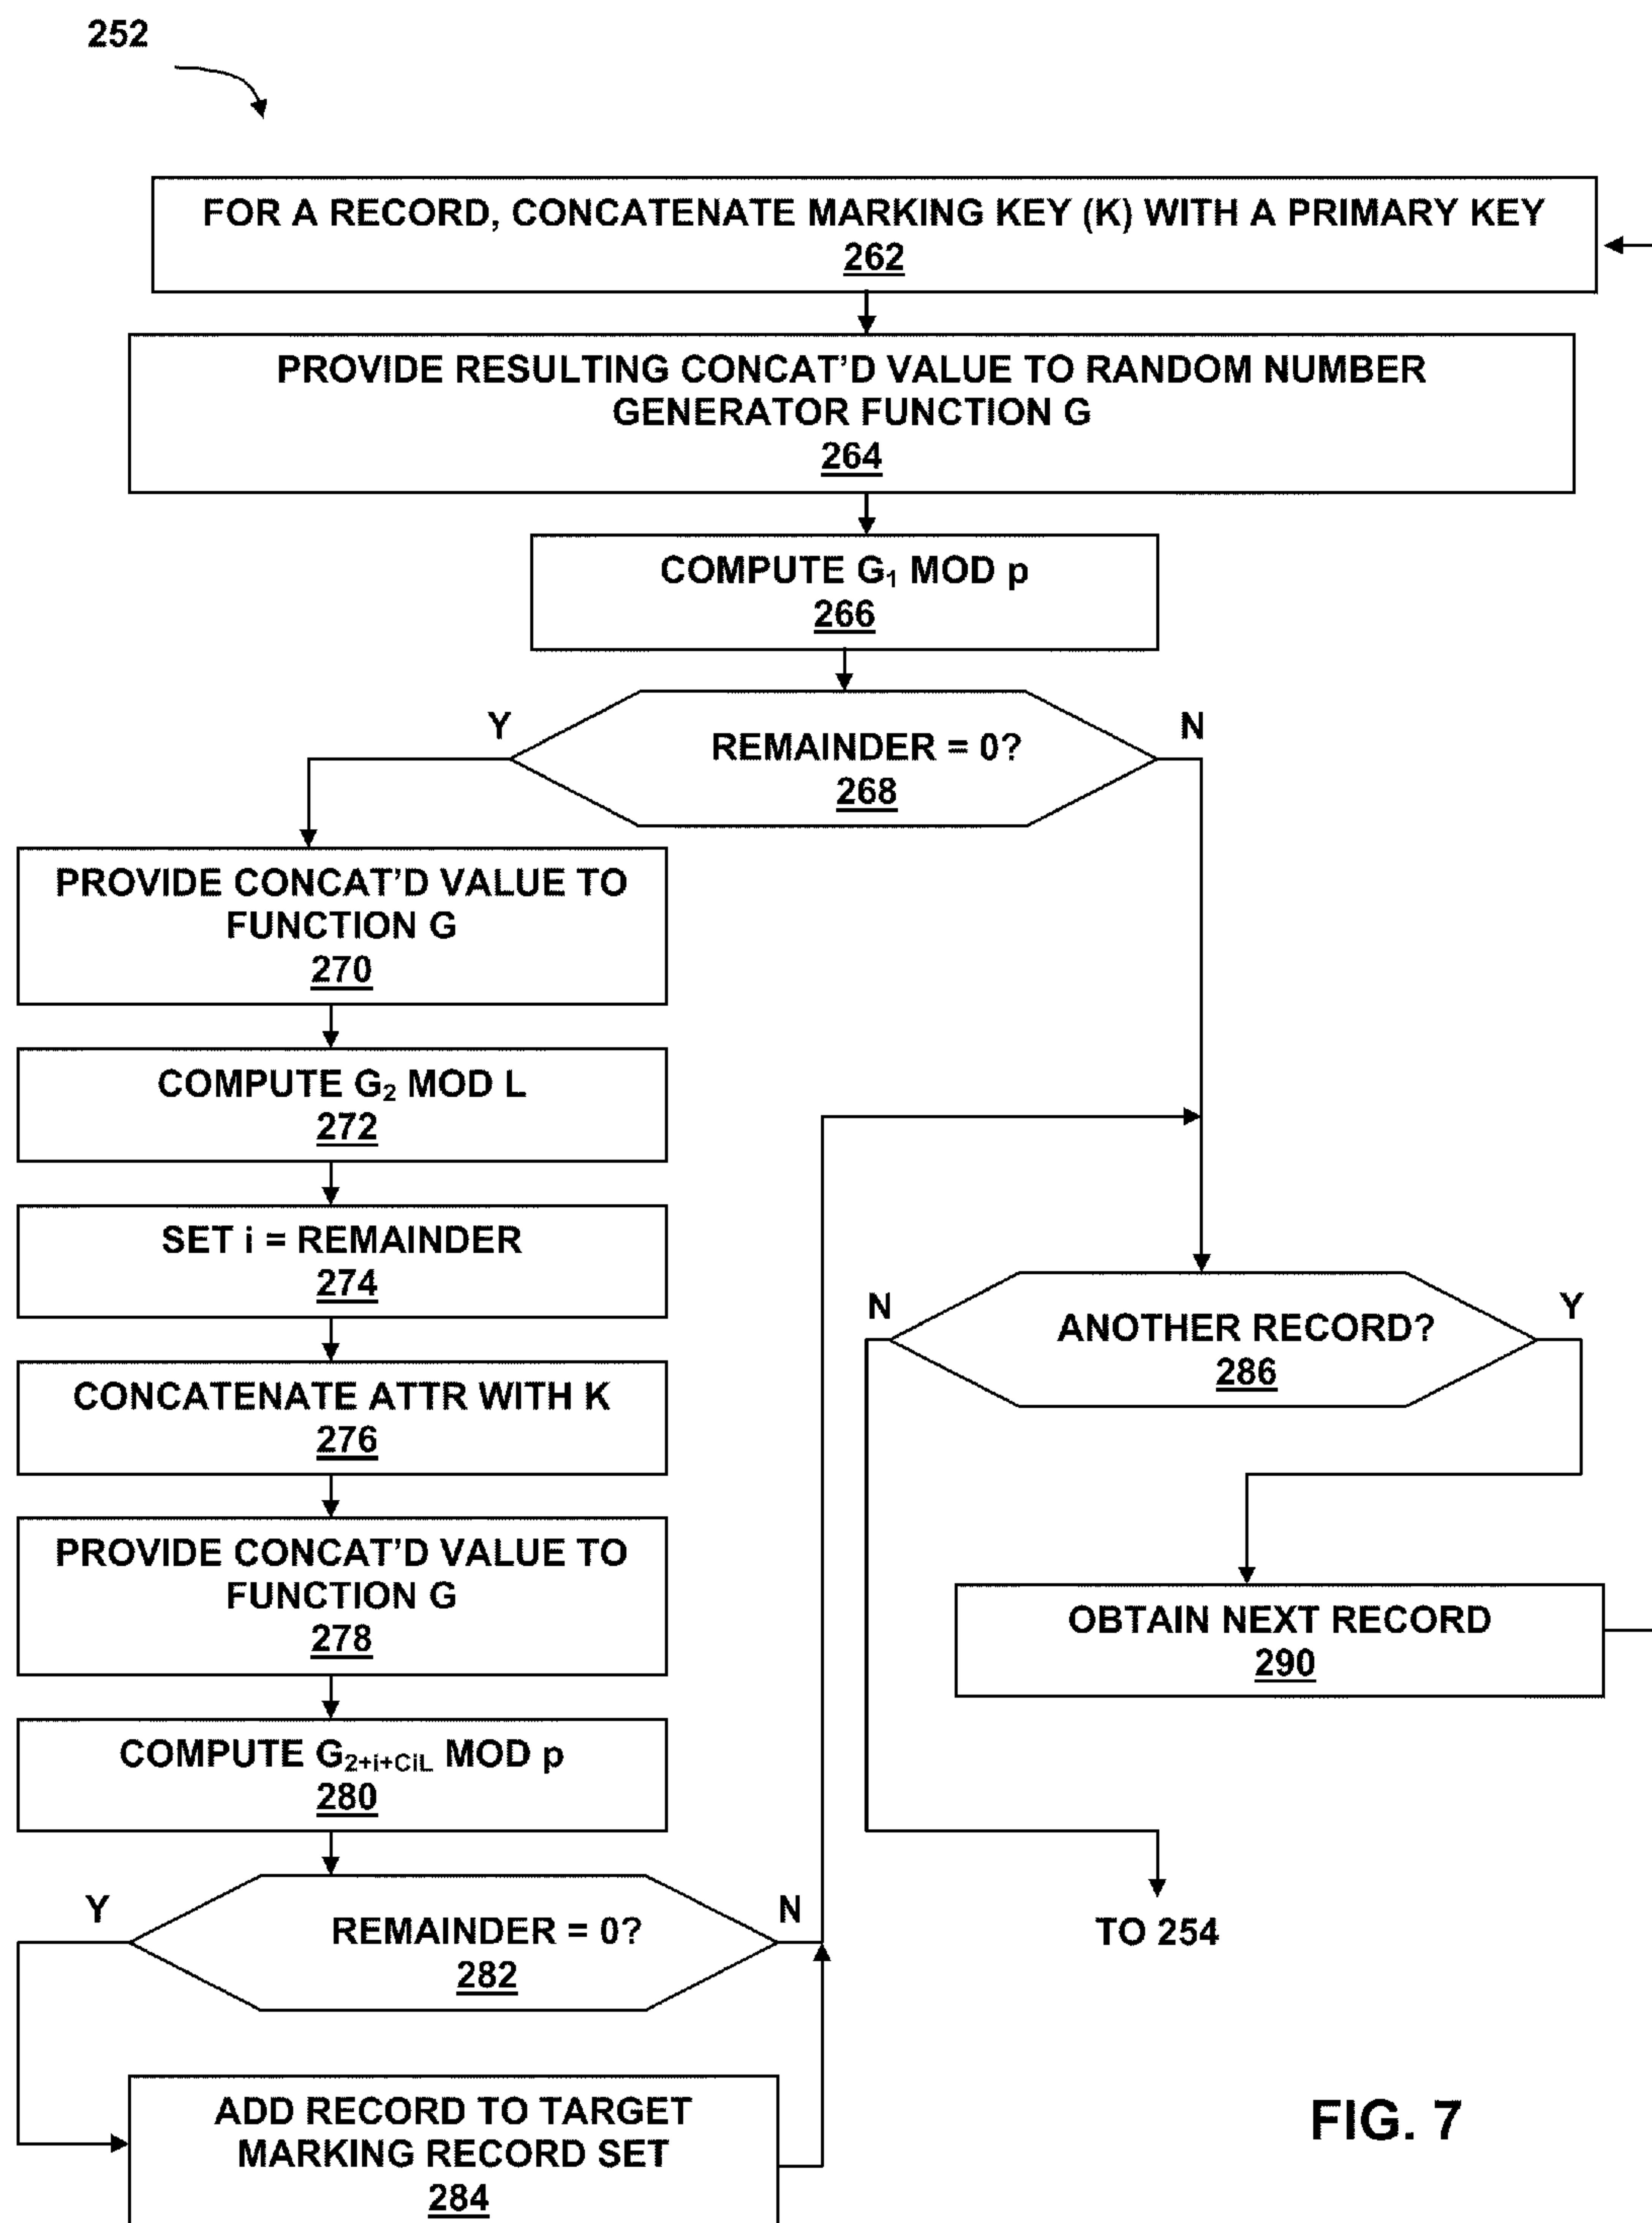 252
FOR A RECORD, CONCATENATE MARKING KEY (K) WITH A PRIMARY KEY
262
PROVIDE RESULTING CONCAT'D VALUE TO RANDOM NUMBER
GENERATOR FUNCTION G
264
COMPUTE G₁ MOD p
266
Y
N
REMAINDER = 0?
268
PROVIDE CONCAT'D VALUE TO
FUNCTION G
270
COMPUTE G₂ MOD L
272
SET i = REMAINDER
274
CONCATENATE ATTR WITH K
276
PROVIDE CONCAT'D VALUE TO
FUNCTION G
278
COMPUTE G2+i+CiL MOD p
280
Y
N
REMAINDER = 0?
282
ADD RECORD TO TARGET
MARKING RECORD SET
284
N
Y
ANOTHER RECORD?
286
OBTAIN NEXT RECORD
290
TO 254
FIG. 7